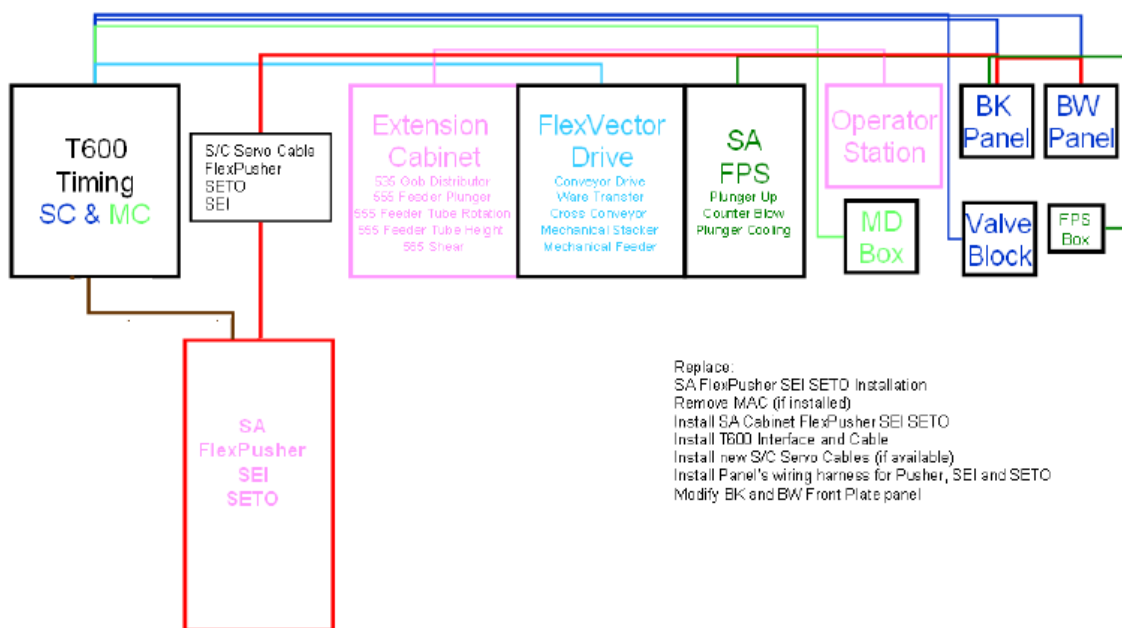 T600
Timing
SC & MC
S/C Servo Cable
FlexPusher
SETO
SEI
Extension
Cabinet
535 Gob Distributor
555 Feeder Plunger
555 Feeder Tube Rotation
555 Feeder Tube Height
565 Shear
FlexVector
Drive
Conveyor Drive
Ware Transfer
Cross Conveyor
Mechanical Stacker
Mechanical Feeder
SA
FPS
Plunger Up
Counter Blow
Plunger Cooling
Operator
Station
BK
Panel
BW
Panel
MD
Box
Valve
Block
FPS
Box
SA
FlexPusher
SEI
SETO
Replace:
SA FlexPusher SEI SETO Installation
Remove MAC (if installed)
Install SA Cabinet FlexPusher SEI SETO
Install T600 Interface and Cable
Install new S/C Servo Cables (if available)
Install Panel's wiring harness for Pusher, SEI and SETO
Modify BK and BW Front Plate panel